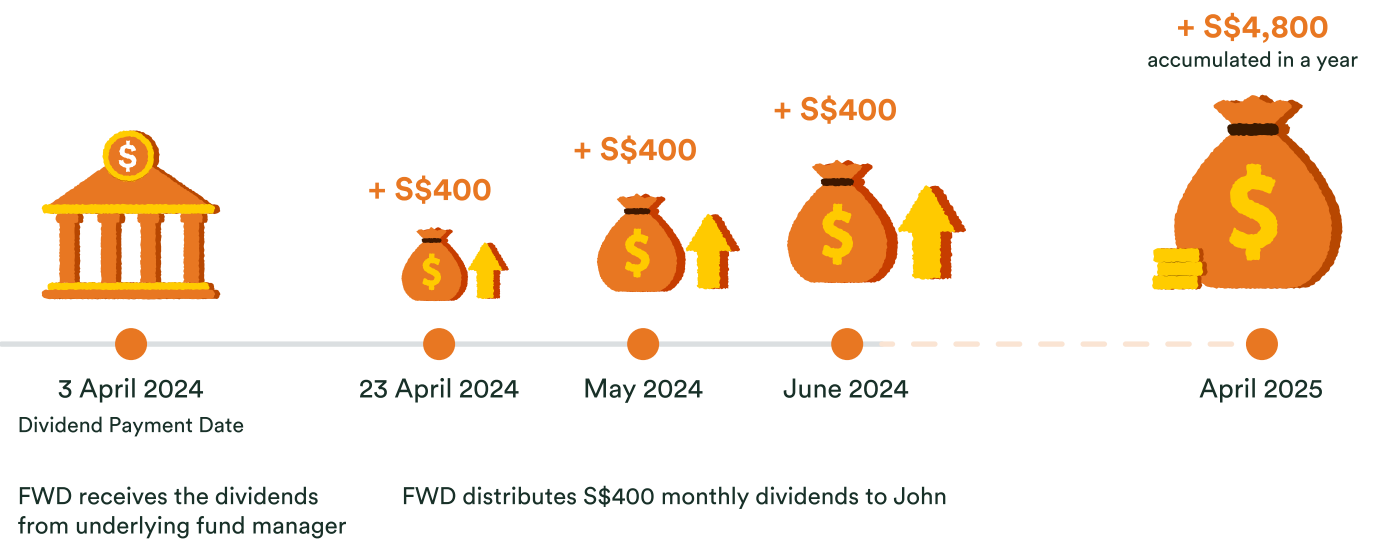 + S$4,800
accumulated in a year
+ S$400
+ S$400
+ S$400
$
$
$
$
$
3 April 2024
Dividend Payment Date
23 April 2024
May 2024
June 2024
April 2025
FWD receives the dividends
from underlying fund manager
FWD distributes S$400 monthly dividends to John